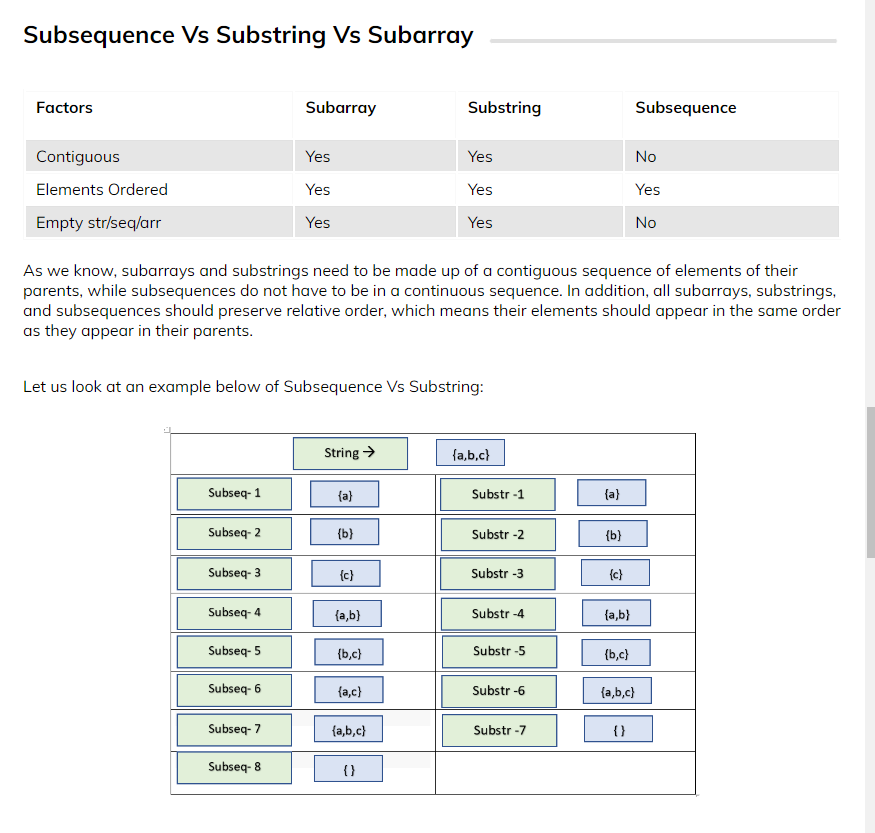 Subsequence Vs Substring Vs Subarray
Factors Subarray Substring Subsequence
Contiguous Yes Yes No
Elements Ordered Yes Yes Yes
Empty str/seq/arr Yes Yes No
As we know, subarrays and substrings need to be made up of a contiguous sequence of elements of their
parents, while subsequences do not have to be in a continuous sequence. In addition, all subarrays, substrings,
and subsequences should preserve relative order, which means their elements should appear in the same order
as they appear in their parents.
Let us look at an example below of Subsequence Vs Substring:
String → {a,b,c}
Subseq- 1 {a} Substr -1 {a}
Subseq- 2 {b} Substr -2 {b}
Subseq- 3 {c} Substr -3 {c}
Subseq- 4 {a,b} Substr -4 {a,b}
Subseq- 5 {b,c} Substr -5 {b,c}
Subseq- 6 {a,c} Substr -6 {a,b,c}
Subseq- 7 {a,b,c} Substr -7 { }
Subseq- 8 { }